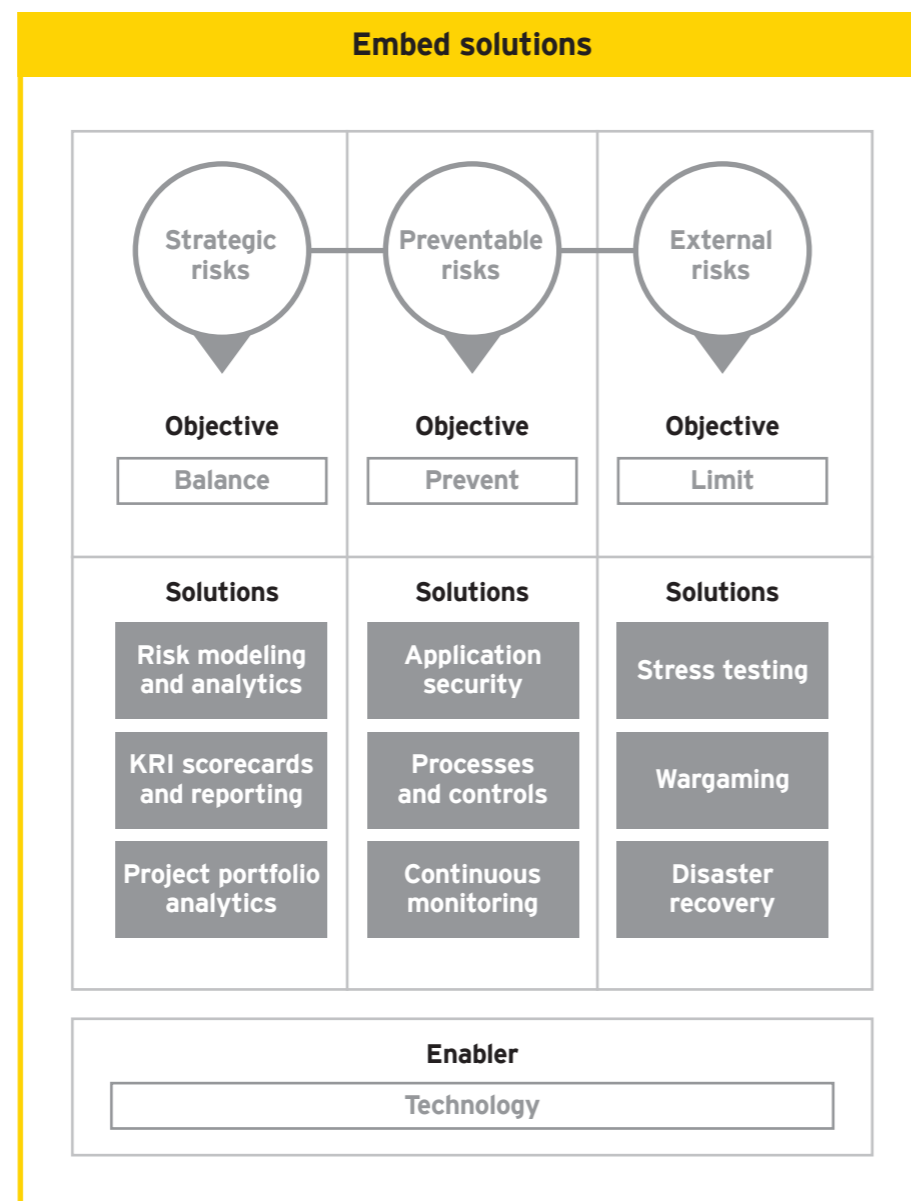 Embed solutions
Strategic
risks
Preventable
risks
External
risks
Objective
Objective
Objective
Balance
Prevent
Limit
Solutions
Solutions
Solutions
Risk modeling
and analytics
Application
security
Stress testing
KRI scorecards
and reporting
Processes
and controls
Wargaming
Project portfolio
analytics
Continuous
monitoring
Disaster
recovery
Enabler
Technology